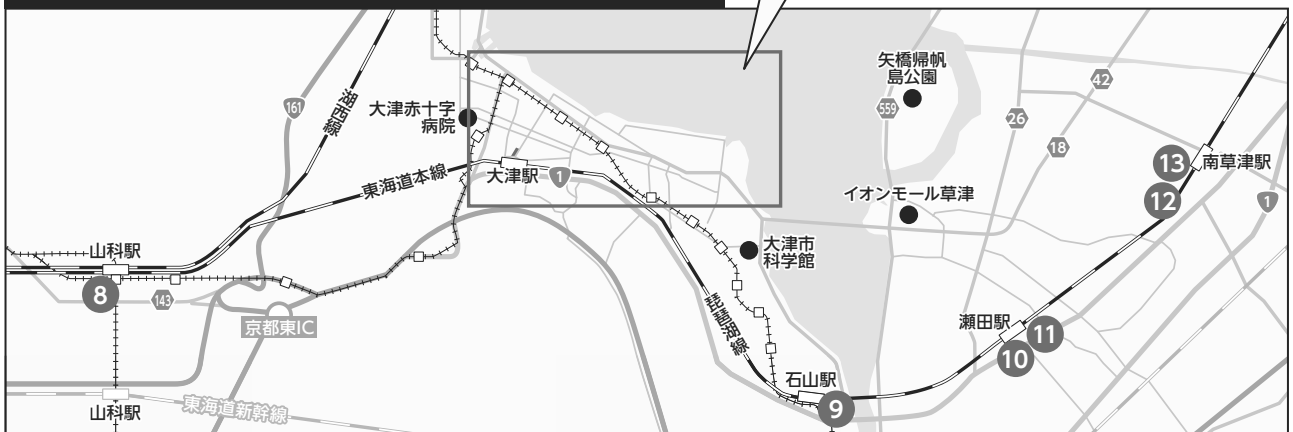 矢橋帰帆
島公園
42
559
26
18
161
湖西線
大津赤十字
病院
東海道本線
大津駅
1
13
南草津駅
12
1
イオンモール草津
大津市
科学館
山科駅
8
143
京都東IC
琵琶湖線
瀬田駅
11
10
石山駅
9
山科駅
東海道新幹線